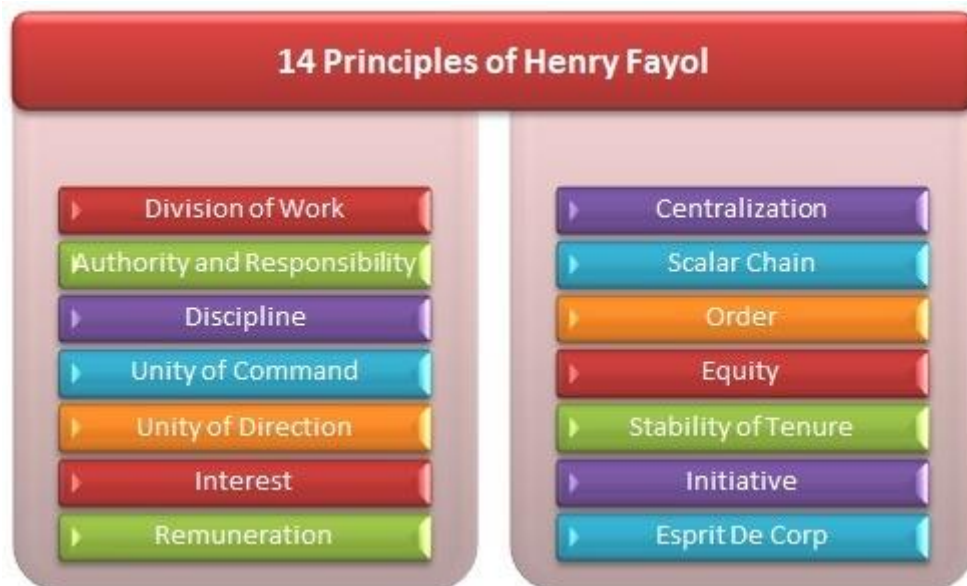 14 Principles of Henry Fayol
Division of Work
Authority and Responsibility
Discipline
Unity of Command
Unity of Direction
Interest
Remuneration
Centralization
Scalar Chain
Order
Equity
Stability of Tenure
Initiative
Esprit De Corp